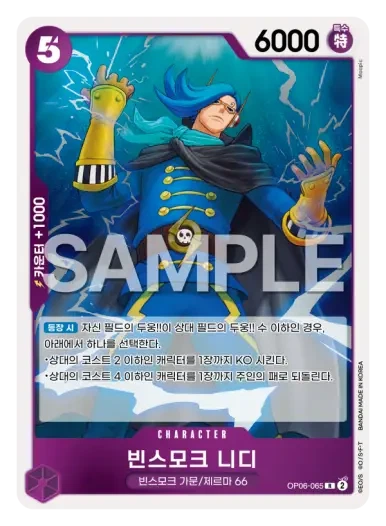 5
6000
특수
特
Moopic
카운터 +1000
SAMPLE
등장 시 자신 필드의 두웅!!이 상대 필드의 두웅!! 수 이하인 경우,
아래에서 하나를 선택한다.
•상대의 코스트 2 이하인 캐릭터를 1장까지 KO 시킨다.
•상대의 코스트 4 이하인 캐릭터를 1장까지 주인의 패로 되돌린다.
CHARACTER
빈스모크 니디
빈스모크 가문/제르마 66
OP06-065 R 2
©E.O/S ©E.O/S·F·T BANDAI MADE IN KOREA